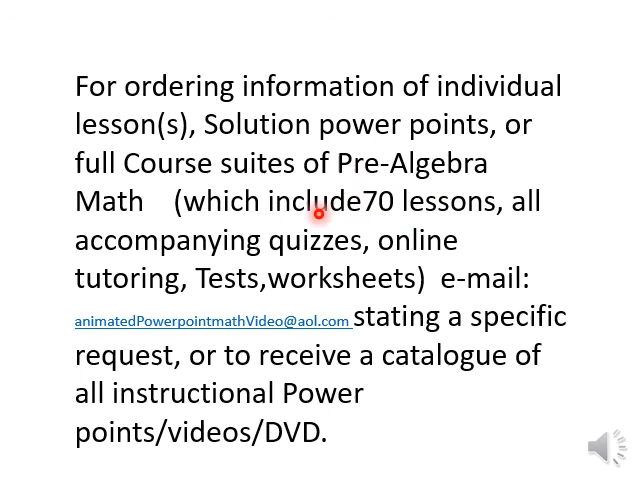 For ordering information of individual
lesson(s), Solution power points, or
full Course suites of Pre-Algebra
Math    (which include70 lessons, all
accompanying quizzes, online
tutoring, Tests,worksheets)  e-mail:
animatedPowerpointmathVideo@aol.com stating a specific
request, or to receive a catalogue of
all instructional Power
points/videos/DVD.